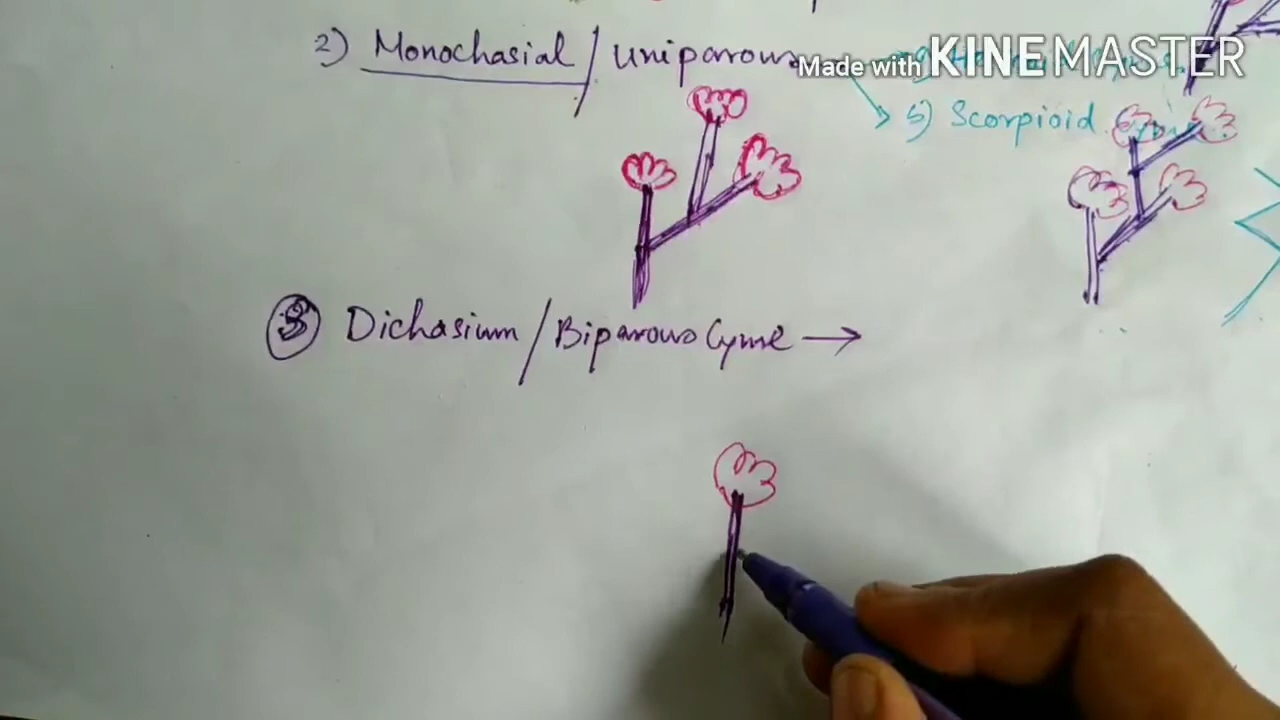 2) Monochasial / Uniparous
Made with KINEMASTER
5) Scorpioid
3 Dichasium / Biparous Cyme →